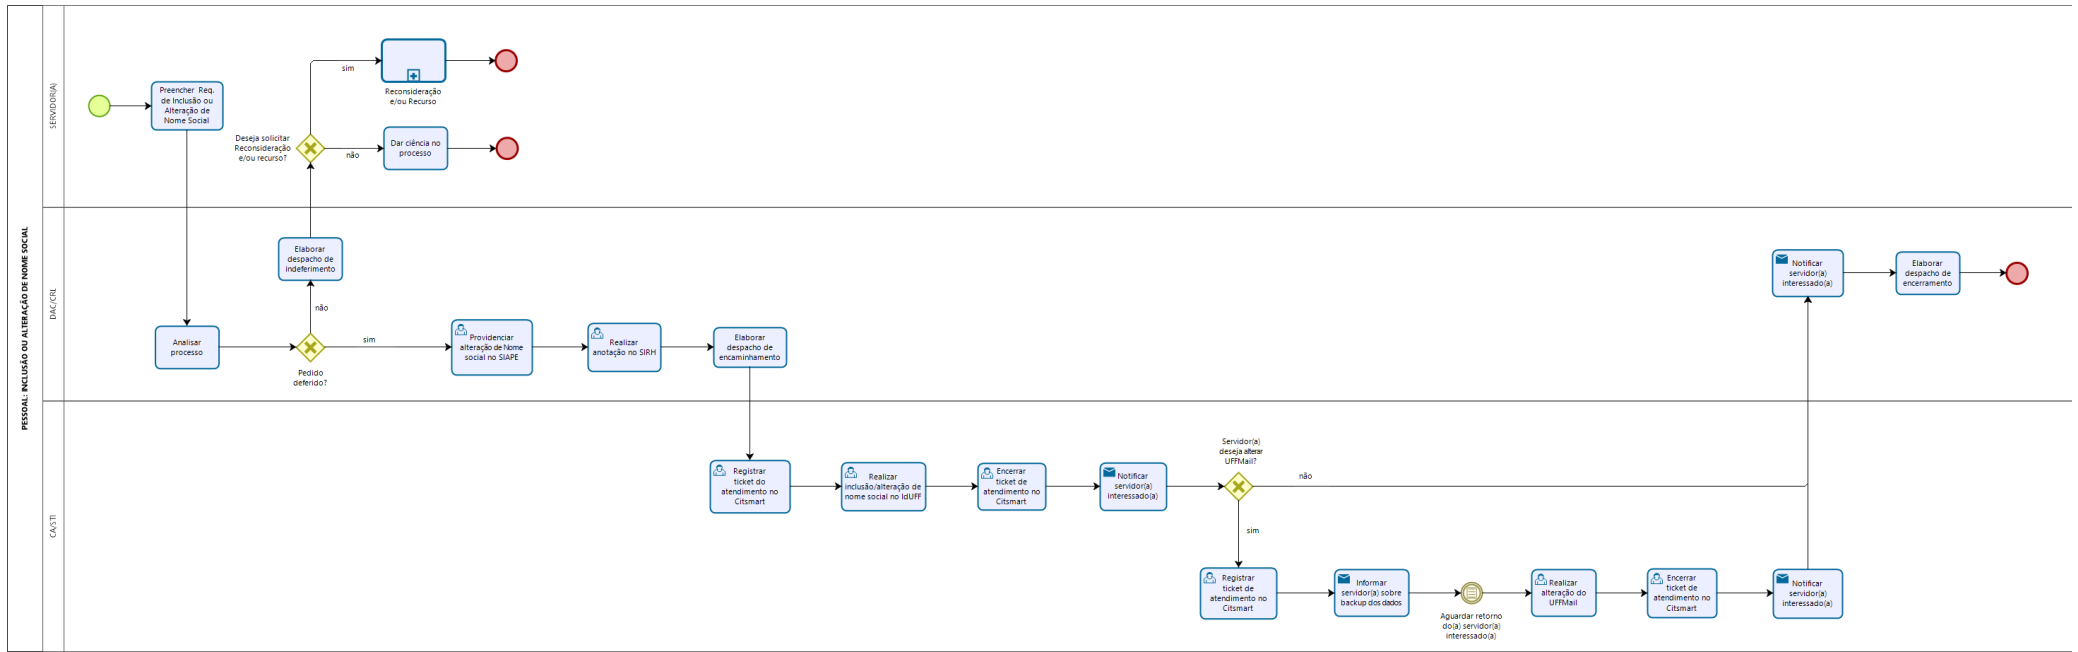 PESSOAL: INCLUSÃO OU ALTERAÇÃO DE NOME SOCIAL
SERVIDOR(A)
Preencher Req.
de Inclusão ou
Alteração de
Nome Social
Deseja solicitar
Reconsideração
e/ou recurso?
sim
Reconsideração
e/ou Recurso
não
Dar ciência no
processo
DAC/CRL
Elaborar
despacho de
indeferimento
não
Analisar
processo
Pedido
deferido?
sim
Providenciar
alteração de Nome
social no SIAPE
Realizar
anotação no SIRH
Elaborar
despacho de
encaminhamento
Notificar
servidor(a)
interessado(a)
Elaborar
despacho de
encerramento
CA/STI
Registrar
ticket do
atendimento no
Citsmart
Realizar
inclusão/alteração de
nome social no IdUFF
Encerrar
ticket de
atendimento no
Citsmart
Notificar
servidor(a)
interessado(a)
Servidor(a)
deseja alterar
UFFMail?
não
sim
Registrar
ticket de
atendimento no
Citsmart
Informar
servidor(a) sobre
backup dos dados
Aguardar retorno
do(a) servidor(a)
interessado(a)
Realizar
alteração do
UFFMail
Encerrar
ticket de
atendimento no
Citsmart
Notificar
servidor(a)
interessado(a)